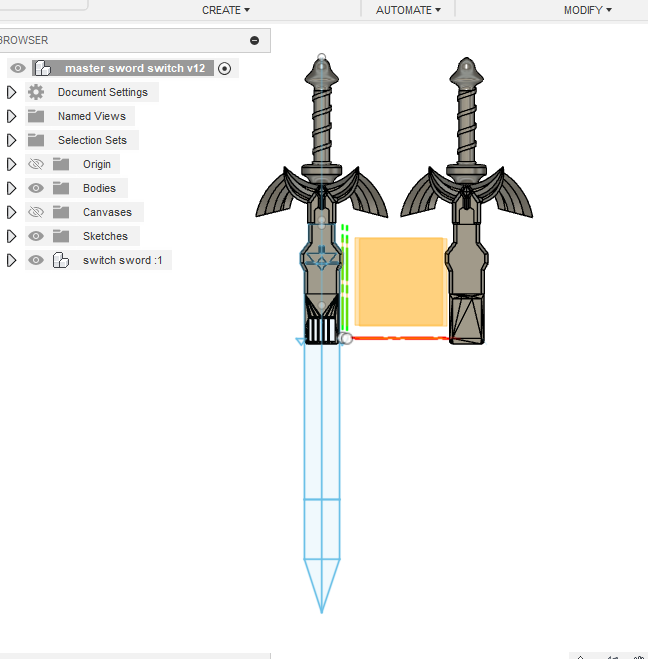 CREATE ▾ AUTOMATE ▾ MODIFY ▾
BROWSER
master sword switch v12
Document Settings
Named Views
Selection Sets
Origin
Bodies
Canvases
Sketches
switch sword :1